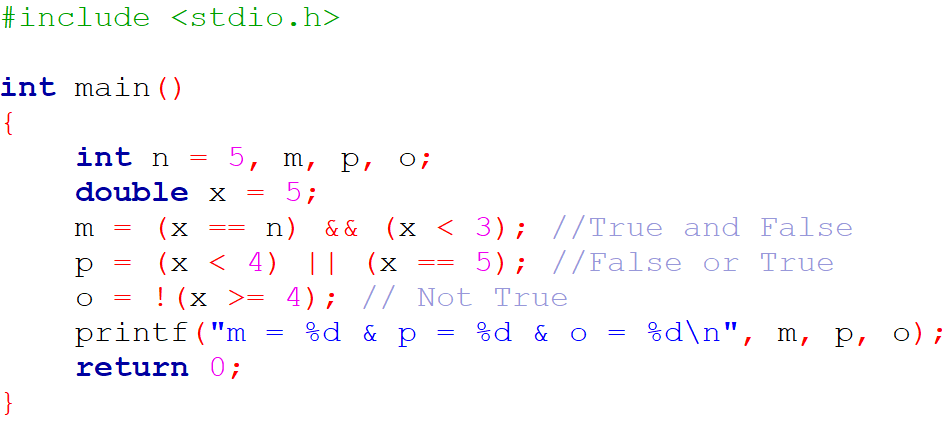 #include <stdio.h>
int main()
{
int n = 5, m, p, o;
double x = 5;
m = (x == n) && (x < 3); //True and False
p = (x < 4) || (x == 5); //False or True
o = !(x >= 4); // Not True
printf("m = %d & p = %d & o = %d\n", m, p, o);
return 0;
}